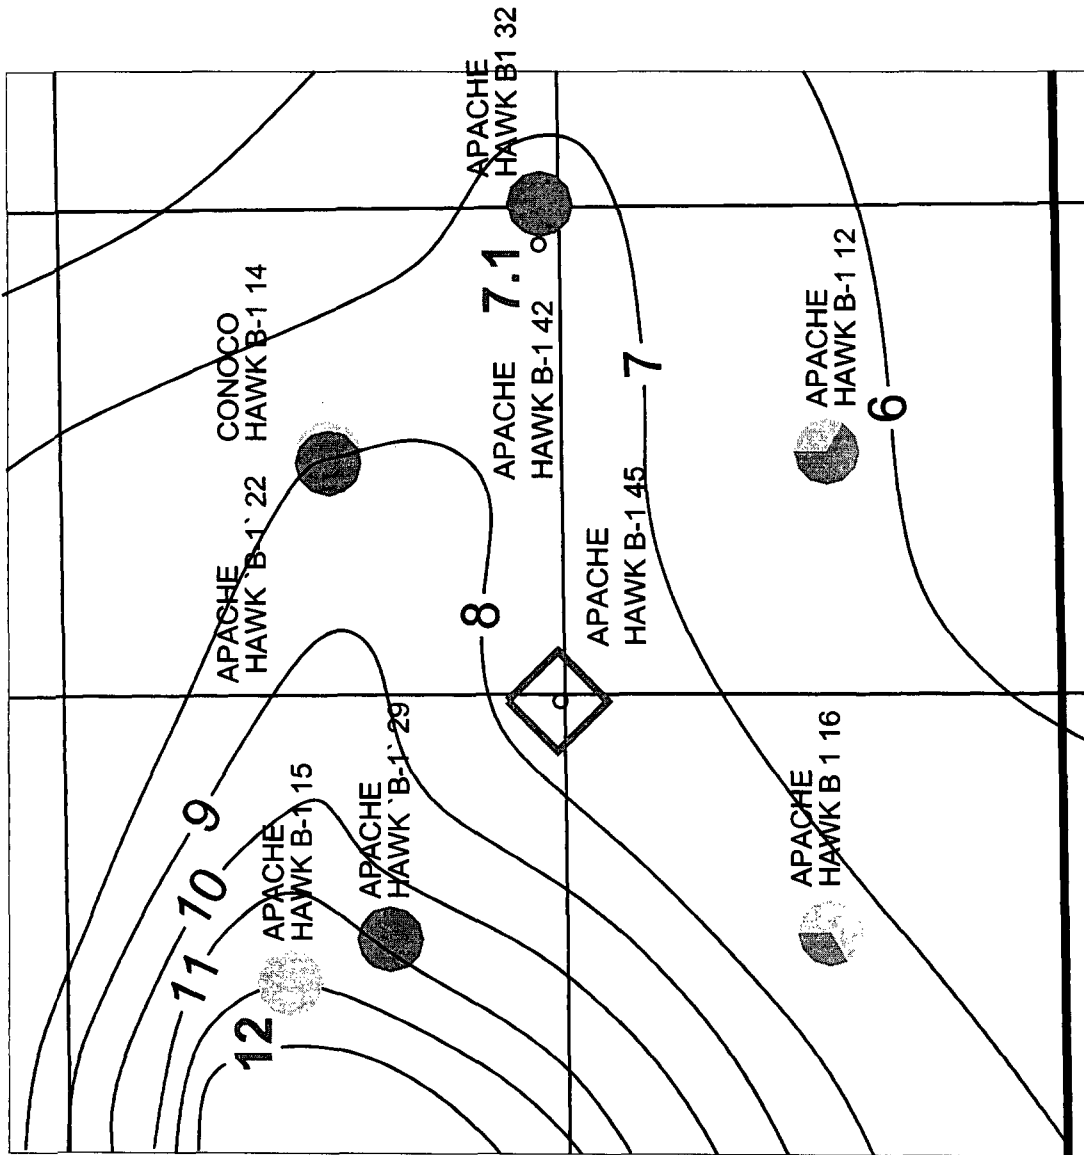 APACHE
HAWK B1 32
CONOCO
HAWK B-1 14
7.1
APACHE
HAWK B-1 42
APACHE
HAWK B-1 12
7
6
APACHE
HAWK `B-1` 22
8
APACHE
HAWK B-1 45
9
10
11
12
APACHE
HAWK B-1 15
APACHE
HAWK `B-1` 29
APACHE
HAWK B 1 16